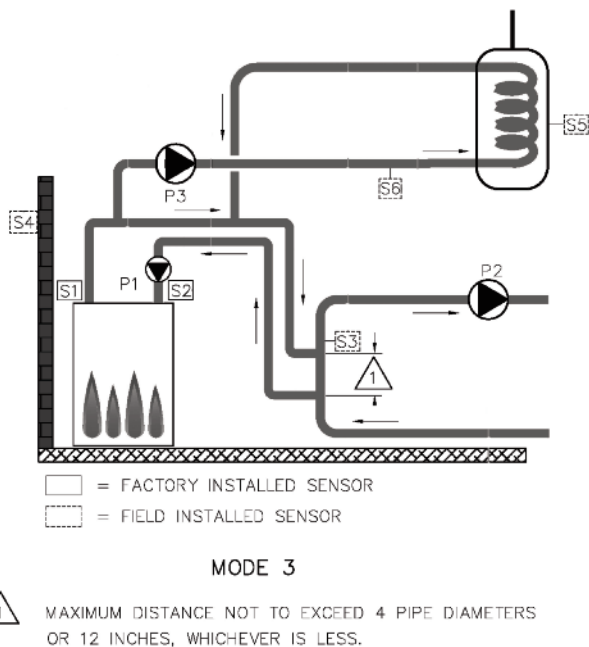 S5
P3
S6
S4
P2
S1
P1
S2
S3
1
= FACTORY INSTALLED SENSOR
= FIELD INSTALLED SENSOR
MODE 3
MAXIMUM DISTANCE NOT TO EXCEED 4 PIPE DIAMETERS
OR 12 INCHES, WHICHEVER IS LESS.